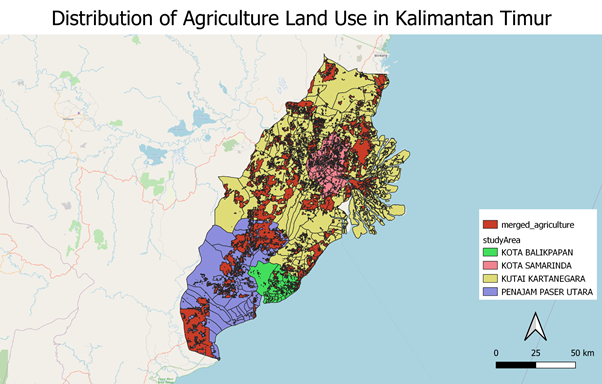 Distribution of Agriculture Land Use in Kalimantan Timur
merged_agriculture
studyArea
KOTA BALIKPAPAN
KOTA SAMARINDA
KUTAI KARTANEGARA
PENAJAM PASER UTARA
0 25 50 km